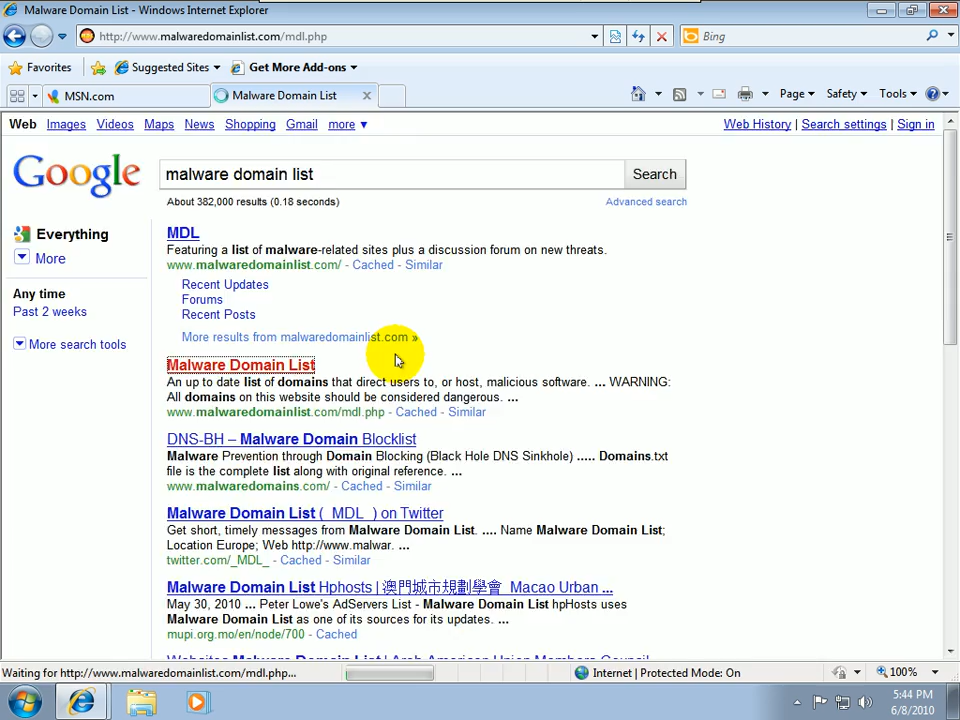 Malware Domain List - Windows Internet Explorer
http://www.malwaredomainlist.com/mdl.php
Bing
Favorites Suggested Sites Get More Add-ons
MSN.com Malware Domain List Page Safety Tools
Web Images Videos Maps News Shopping Gmail more Web History | Search settings | Sign in
Google malware domain list Search
About 382,000 results (0.18 seconds) Advanced search
Everything
More
Any time
Past 2 weeks
More search tools
MDL
Featuring a list of malware-related sites plus a discussion forum on new threats.
www.malwaredomainlist.com/ - Cached - Similar
Recent Updates
Forums
Recent Posts
More results from malwaredomainlist.com »
Malware Domain List
An up to date list of domains that direct users to, or host, malicious software. ... WARNING:
All domains on this website should be considered dangerous. ...
www.malwaredomainlist.com/mdl.php - Cached - Similar
DNS-BH – Malware Domain Blocklist
Malware Prevention through Domain Blocking (Black Hole DNS Sinkhole) ..... Domains.txt
file is the complete list along with original reference. ...
www.malwaredomains.com/ - Cached - Similar
Malware Domain List (_MDL_) on Twitter
Get short, timely messages from Malware Domain List. .... Name Malware Domain List;
Location Europe; Web http://www.malwar. ...
twitter.com/_MDL_ - Cached - Similar
Malware Domain List Hphosts | 澳門城市規劃學會 Macao Urban ...
May 30, 2010 ... Peter Lowe's AdServers List - Malware Domain List hpHosts uses
Malware Domain List as one of its sources for its updates. ...
mupi.org.mo/en/node/700 - Cached
Websites Malware Domain List | Arab American Union Members Council
Waiting for http://www.malwaredomainlist.com/mdl.php... Internet | Protected Mode: On 100%
5:44 PM
6/8/2010